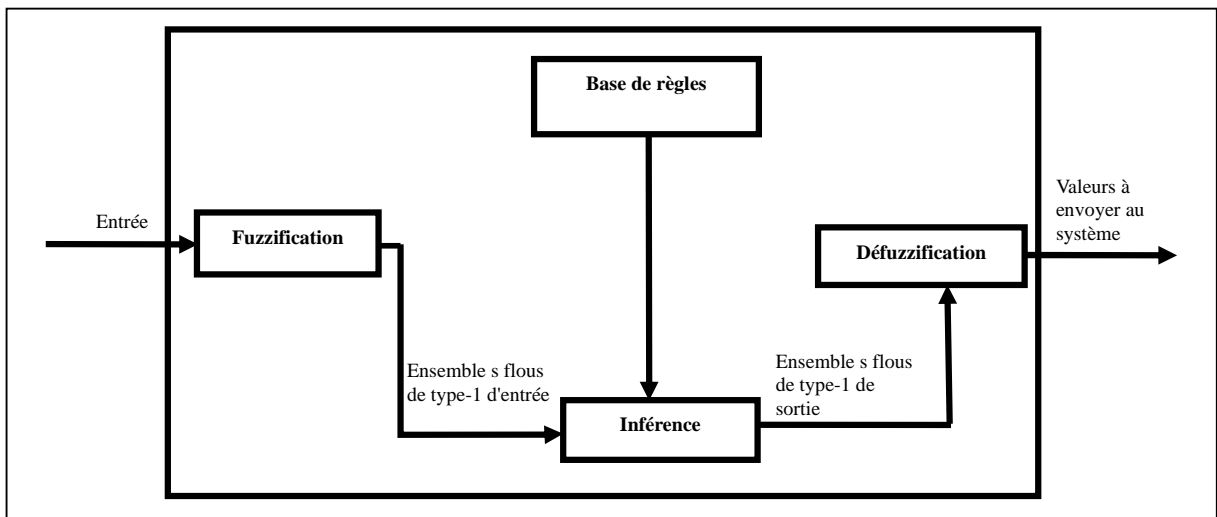 Base de règles
Entrée
Fuzzification
Valeurs à
envoyer au
système
Défuzzification
Ensemble s flous
de type-1 d'entrée
Ensemble s flous
de type-1 de
sortie
Inférence